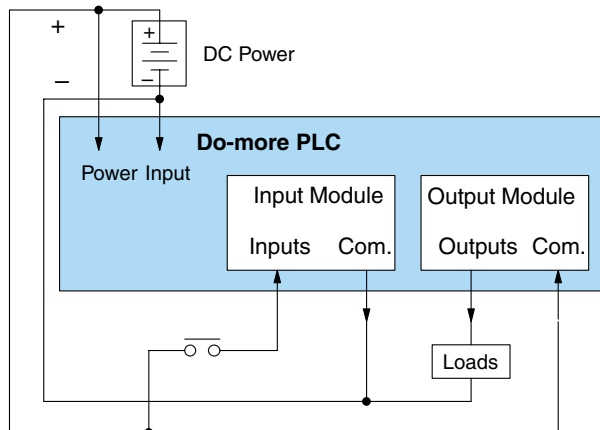 +
+
DC Power
–
–
Do-more PLC
Power Input
Input Module
Output Module
Inputs Com.
Outputs Com.
Loads